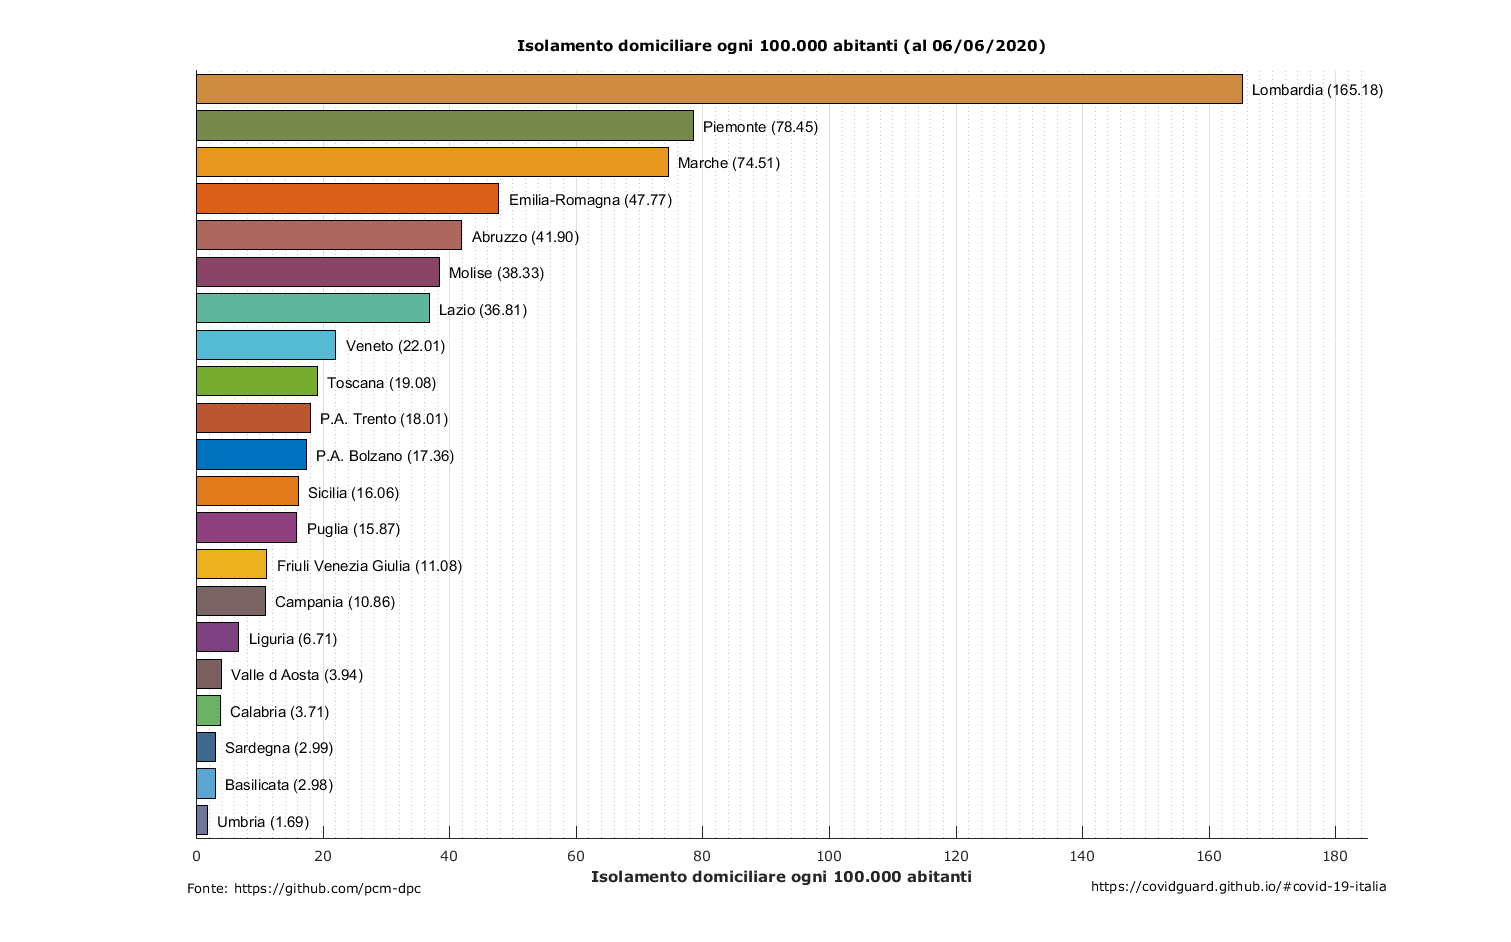 Isolamento domiciliare ogni 100.000 abitanti (al 06/06/2020)
Lombardia (165.18)
Piemonte (78.45)
Marche (74.51)
Emilia-Romagna (47.77)
Abruzzo (41.90)
Molise (38.33)
Lazio (36.81)
Veneto (22.01)
Toscana (19.08)
P.A. Trento (18.01)
P.A. Bolzano (17.36)
Sicilia (16.06)
Puglia (15.87)
Friuli Venezia Giulia (11.08)
Campania (10.86)
Liguria (6.71)
Valle d Aosta (3.94)
Calabria (3.71)
Sardegna (2.99)
Basilicata (2.98)
Umbria (1.69)
0 20 40 60 80 100 120 140 160 180
Isolamento domiciliare ogni 100.000 abitanti
Fonte: https://github.com/pcm-dpc
https://covidguard.github.io/#covid-19-italia